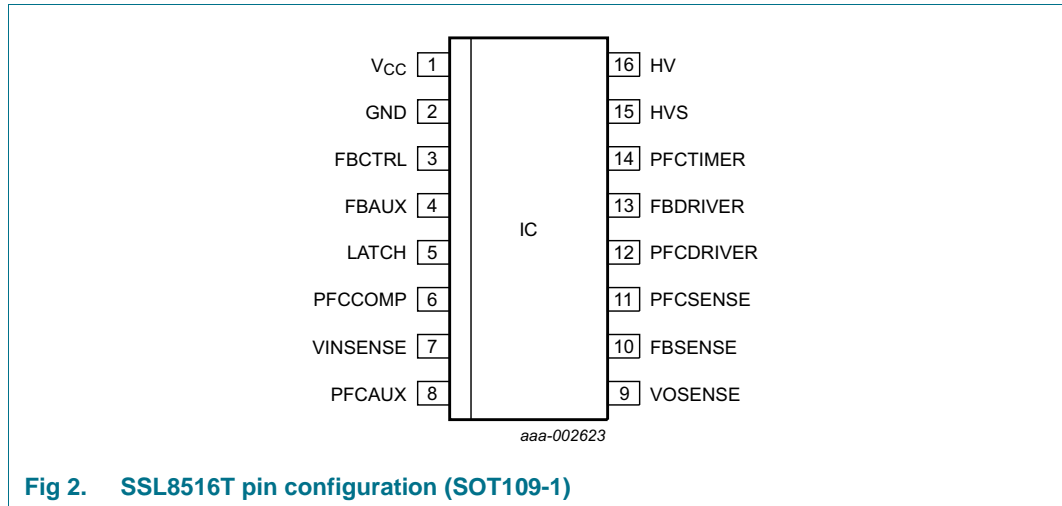 VCC 1 16 HV
GND 2 15 HVS
FBCTRL 3 14 PFCTIMER
FBAUX 4 13 FBDRIVER
IC
LATCH 5 12 PFCDRIVER
PFCCOMP 6 11 PFCSENSE
VINSENSE 7 10 FBSENSE
PFCAUX 8 9 VOSENSE
aaa-002623
Fig 2. SSL8516T pin configuration (SOT109-1)